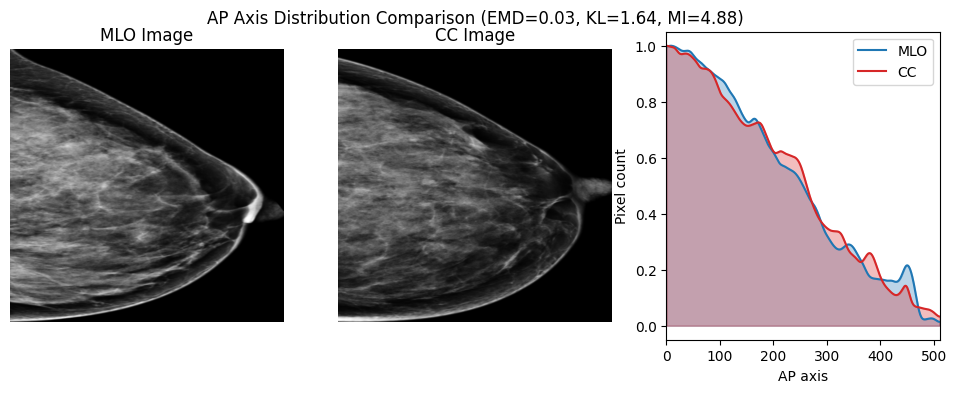 AP Axis Distribution Comparison (EMD=0.03, KL=1.64, MI=4.88)
MLO Image
CC Image
MLO
CC
Pixel count
1.0
0.8
0.6
0.4
0.2
0.0
0
100
200
300
400
500
AP axis